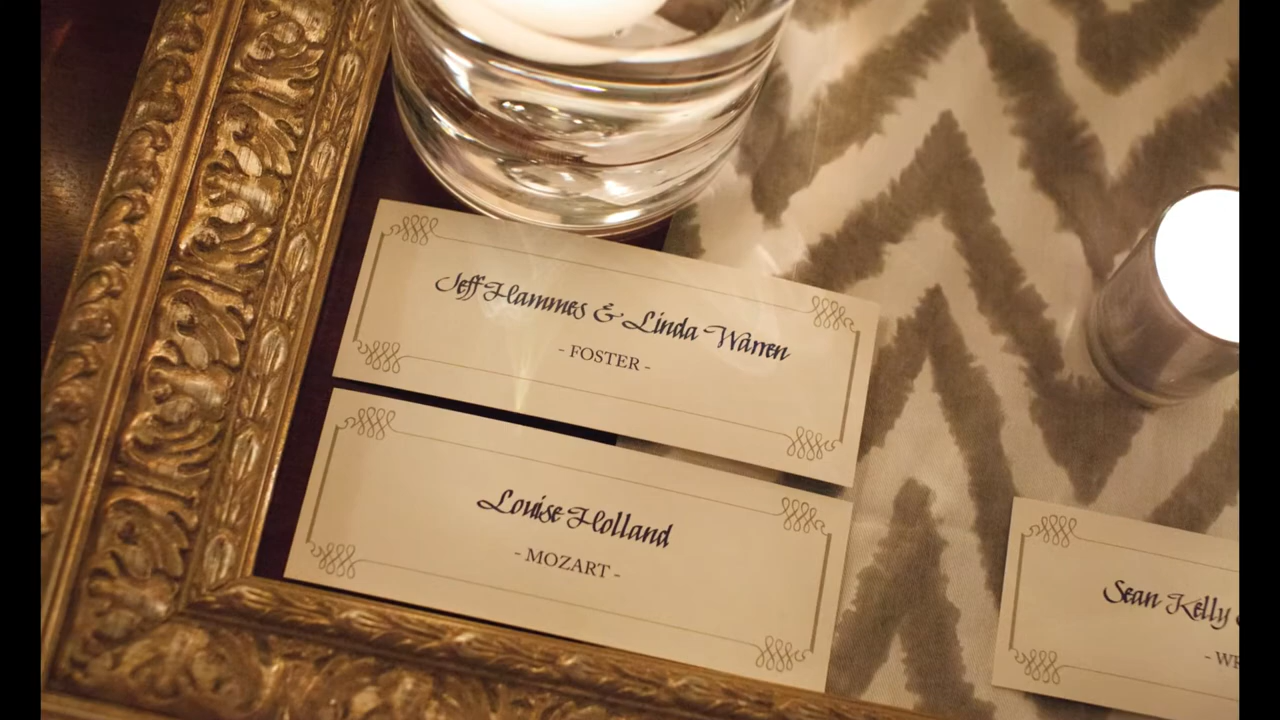 Jeff Hammes & Linda Warren
- FOSTER -
Louise Holland
- MOZART -
Sean Kelly